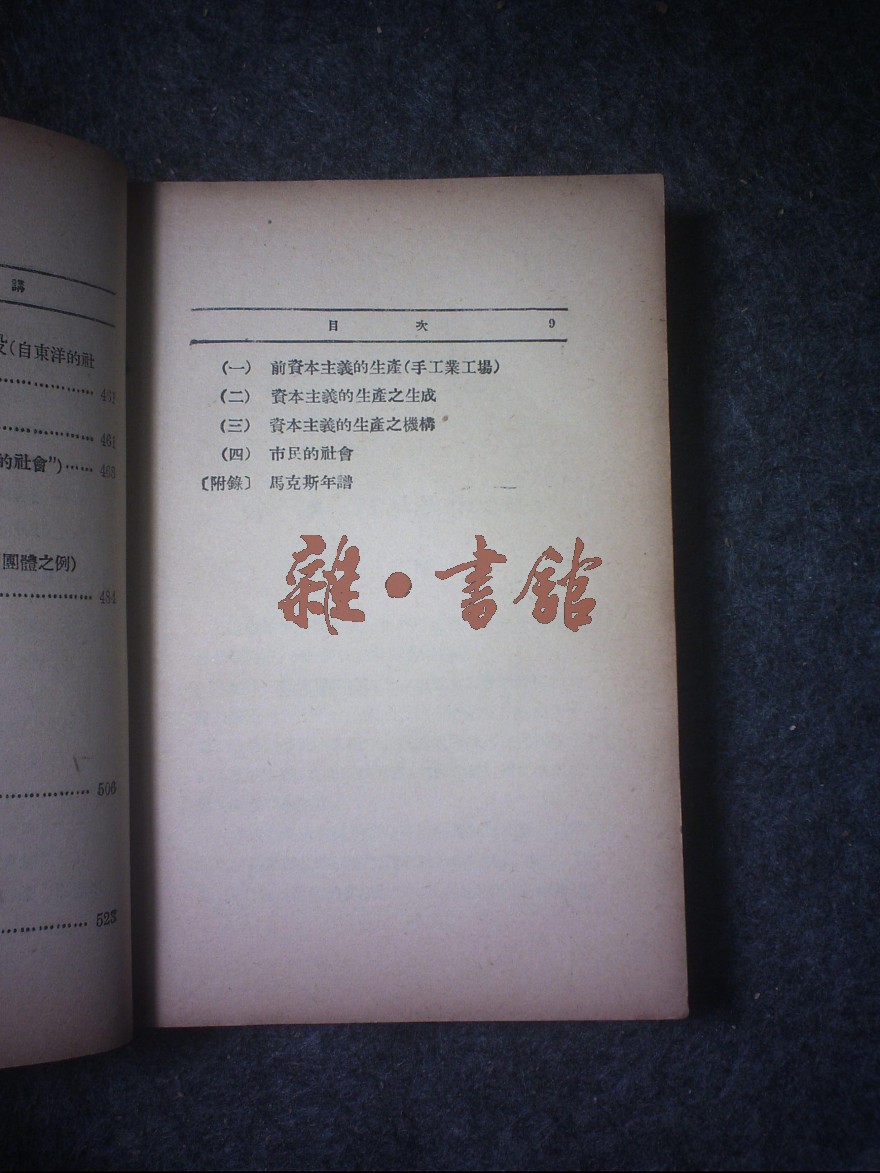 講
(自東洋的社
461
的社會”)…… 468
團體之例)
484
506
523
目 次 9
(一) 前資本主義的生產(手工業工場)
(二) 資本主義的生產之生成
(三) 資本主義的生產之機構
(四) 市民的社會
〔附錄〕 馬克斯年譜
雜·書館